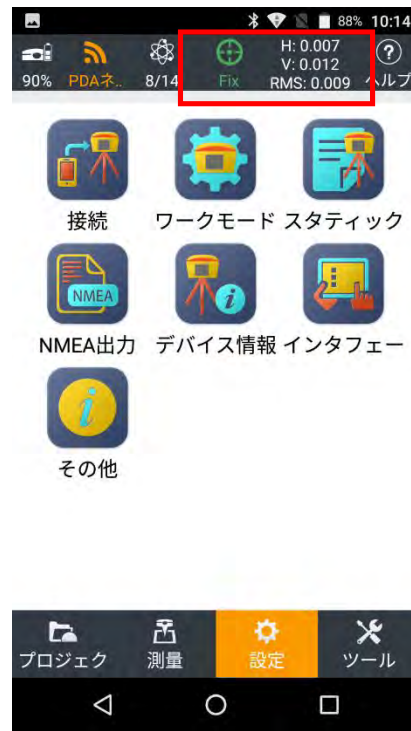 88% 10:14
90% PDAネ.. 8/14 Fix H: 0.007
V: 0.012
RMS: 0.009 ヘルプ
接続 ワークモード スタティック
NMEA
NMEA出力 デバイス情報 インタフェー
その他
プロジェク 測量 設定 ツール